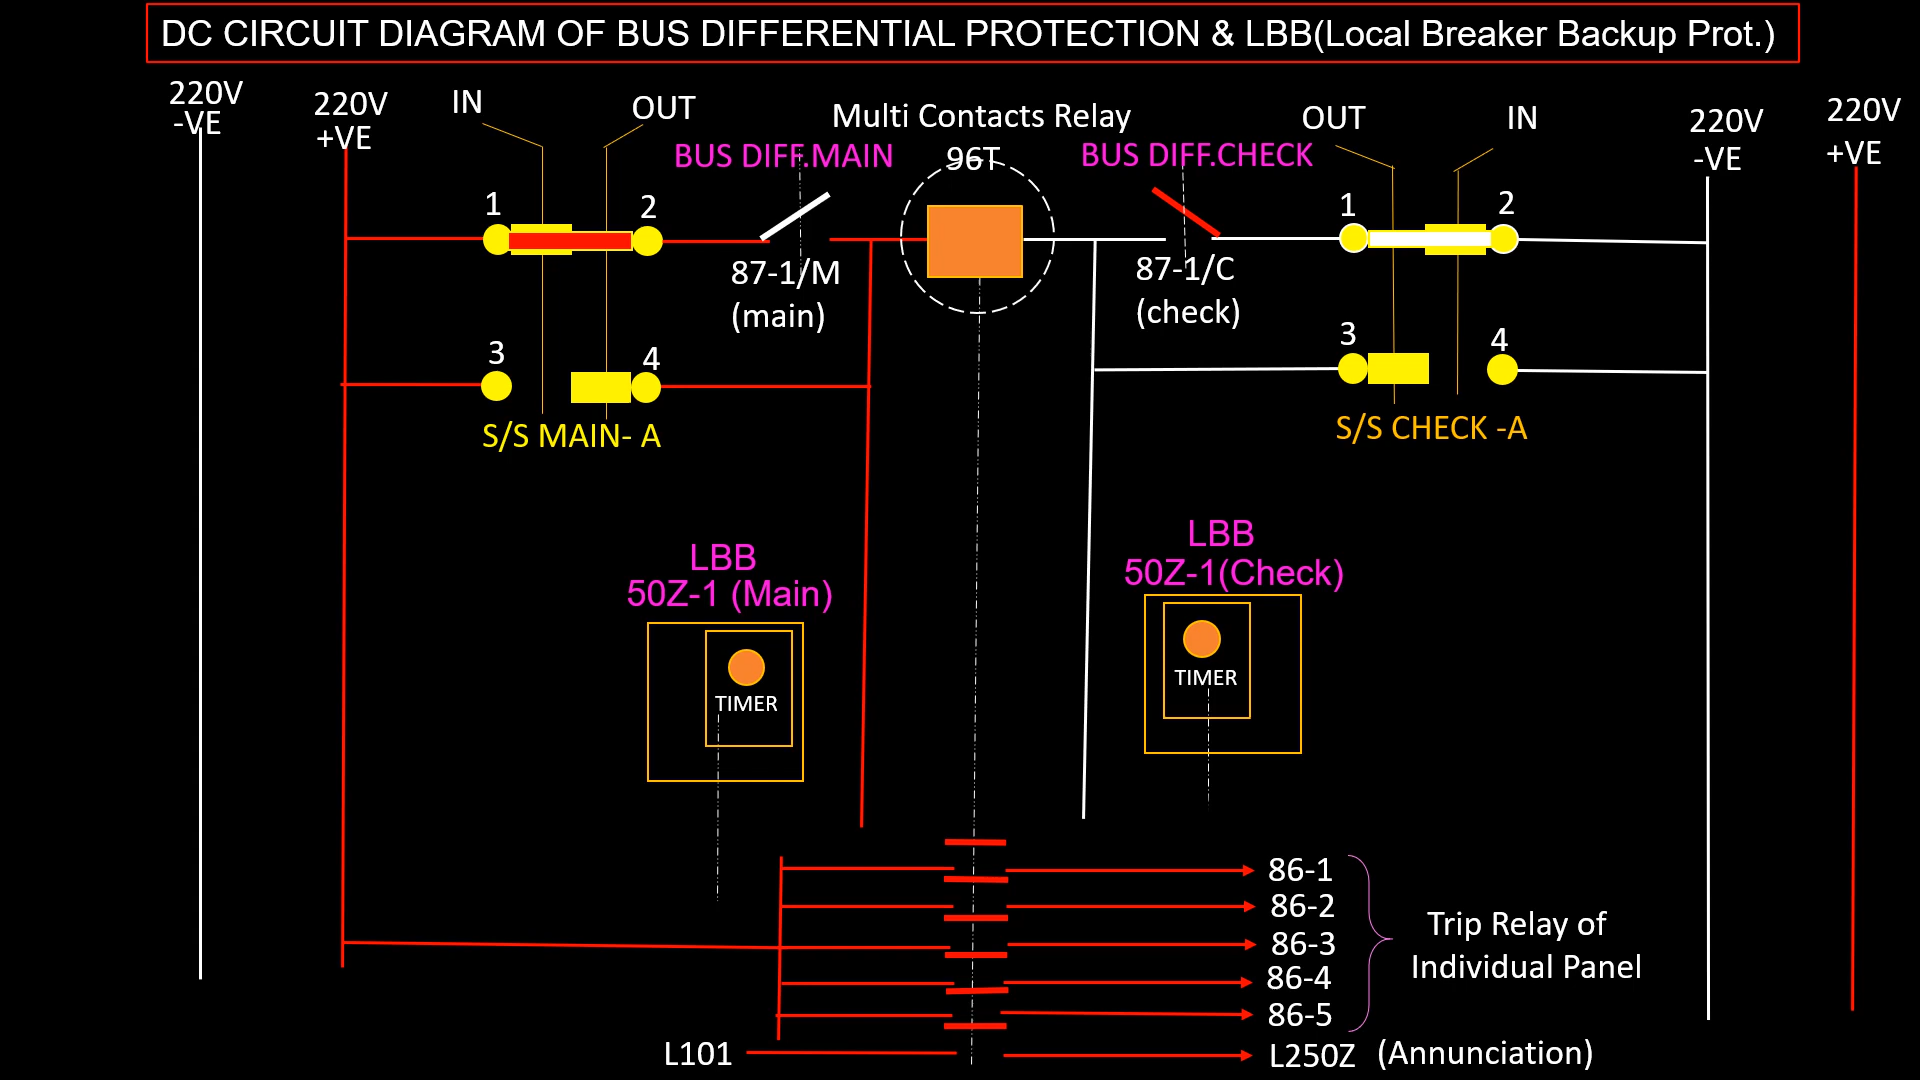 DC CIRCUIT DIAGRAM OF BUS DIFFERENTIAL PROTECTION & LBB(Local Breaker Backup Prot.)
220V
-VE
220V
+VE
IN
OUT
Multi Contacts Relay
96T
BUS DIFF.MAIN
BUS DIFF.CHECK
OUT
IN
220V
-VE
220V
+VE
1
2
87-1/M
(main)
87-1/C
(check)
1
2
3
4
S/S MAIN- A
3
4
S/S CHECK -A
LBB
50Z-1 (Main)
TIMER
LBB
50Z-1(Check)
TIMER
86-1
86-2
86-3
86-4
86-5
Trip Relay of
Individual Panel
L101
L250Z (Annunciation)